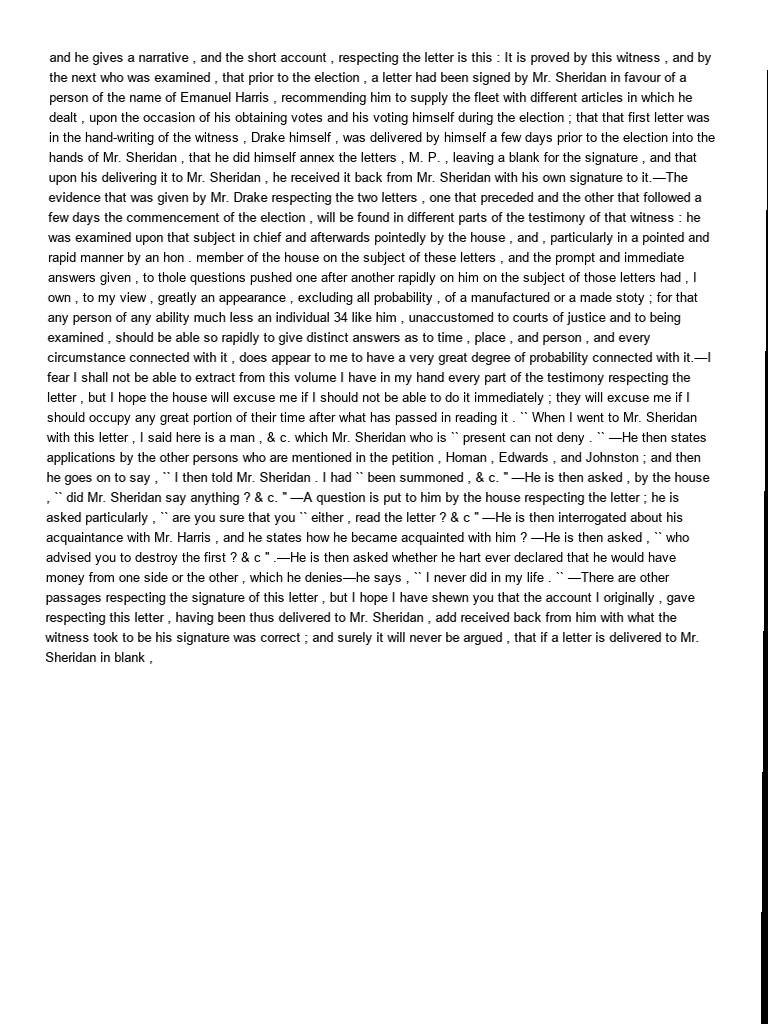 and he gives a narrative , and the short account , respecting the letter is this : It is proved by this witness , and by
the next who was examined , that prior to the election , a letter had been signed by Mr. Sheridan in favour of a
person of the name of Emanuel Harris , recommending him to supply the fleet with different articles in which he
dealt , upon the occasion of his obtaining votes and his voting himself during the election ; that that first letter was
in the hand-writing of the witness , Drake himself , was delivered by himself a few days prior to the election into the
hands of Mr. Sheridan , that he did himself annex the letters , M. P. , leaving a blank for the signature , and that
upon his delivering it to Mr. Sheridan , he received it back from Mr. Sheridan with his own signature to it.—The
evidence that was given by Mr. Drake respecting the two letters , one that preceded and the other that followed a
few days the commencement of the election , will be found in different parts of the testimony of that witness : he
was examined upon that subject in chief and afterwards pointedly by the house , and , particularly in a pointed and
rapid manner by an hon . member of the house on the subject of these letters , and the prompt and immediate
answers given , to thole questions pushed one after another rapidly on him on the subject of those letters had , I
own , to my view , greatly an appearance , excluding all probability , of a manufactured or a made stoty ; for that
any person of any ability much less an individual 34 like him , unaccustomed to courts of justice and to being
examined , should be able so rapidly to give distinct answers as to time , place , and person , and every
circumstance connected with it , does appear to me to have a very great degree of probability connected with it.—I
fear I shall not be able to extract from this volume I have in my hand every part of the testimony respecting the
letter , but I hope the house will excuse me if I should not be able to do it immediately ; they will excuse me if I
should occupy any great portion of their time after what has passed in reading it . `` When I went to Mr. Sheridan
with this letter , I said here is a man , & c. which Mr. Sheridan who is `` present can not deny . `` —He then states
applications by the other persons who are mentioned in the petition , Homan , Edwards , and Johnston ; and then
he goes on to say , `` I then told Mr. Sheridan . I had `` been summoned , & c. " —He is then asked , by the house
, `` did Mr. Sheridan say anything ? & c. " —A question is put to him by the house respecting the letter ; he is
asked particularly , `` are you sure that you `` either , read the letter ? & c " —He is then interrogated about his
acquaintance with Mr. Harris , and he states how he became acquainted with him ? —He is then asked , `` who
advised you to destroy the first ? & c " .—He is then asked whether he hart ever declared that he would have
money from one side or the other , which he denies—he says , `` I never did in my life . `` —There are other
passages respecting the signature of this letter , but I hope I have shewn you that the account I originally , gave
respecting this letter , having been thus delivered to Mr. Sheridan , add received back from him with what the
witness took to be his signature was correct ; and surely it will never be argued , that if a letter is delivered to Mr.
Sheridan in blank ,